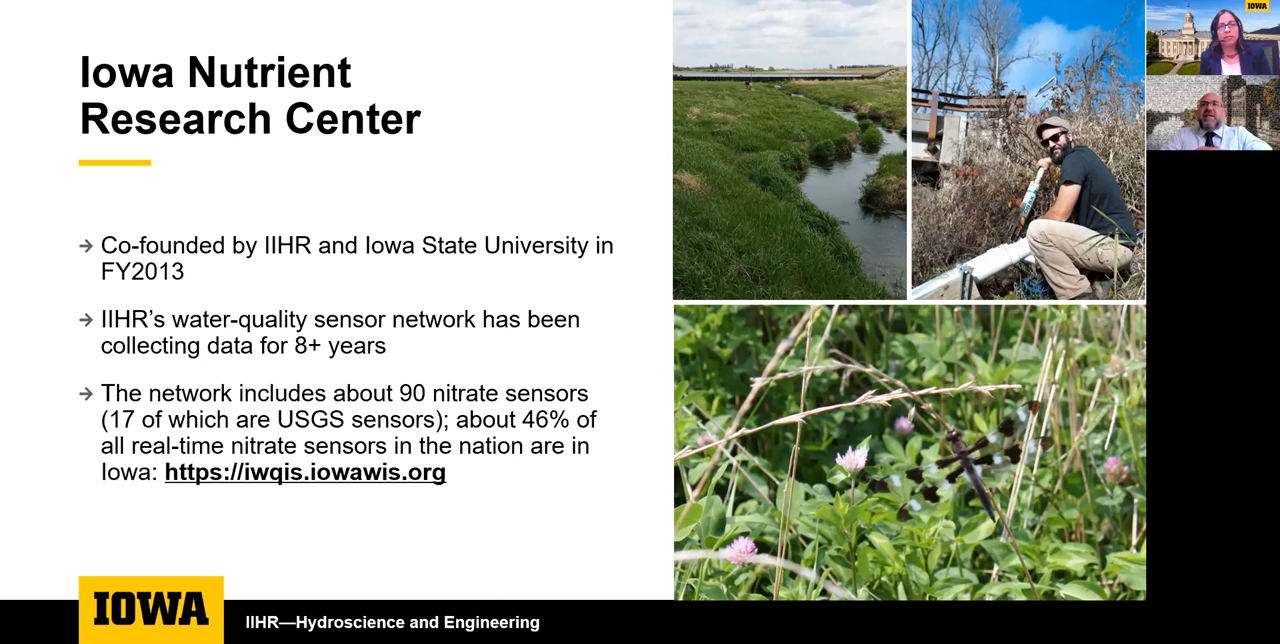 Iowa Nutrient
Research Center
→ Co-founded by IIHR and Iowa State University in
FY2013
→ IIHR’s water-quality sensor network has been
collecting data for 8+ years
→ The network includes about 90 nitrate sensors
(17 of which are USGS sensors); about 46% of
all real-time nitrate sensors in the nation are in
Iowa: https://iwqis.iowawis.org
IOWA
IIHR—Hydroscience and Engineering
IOWA